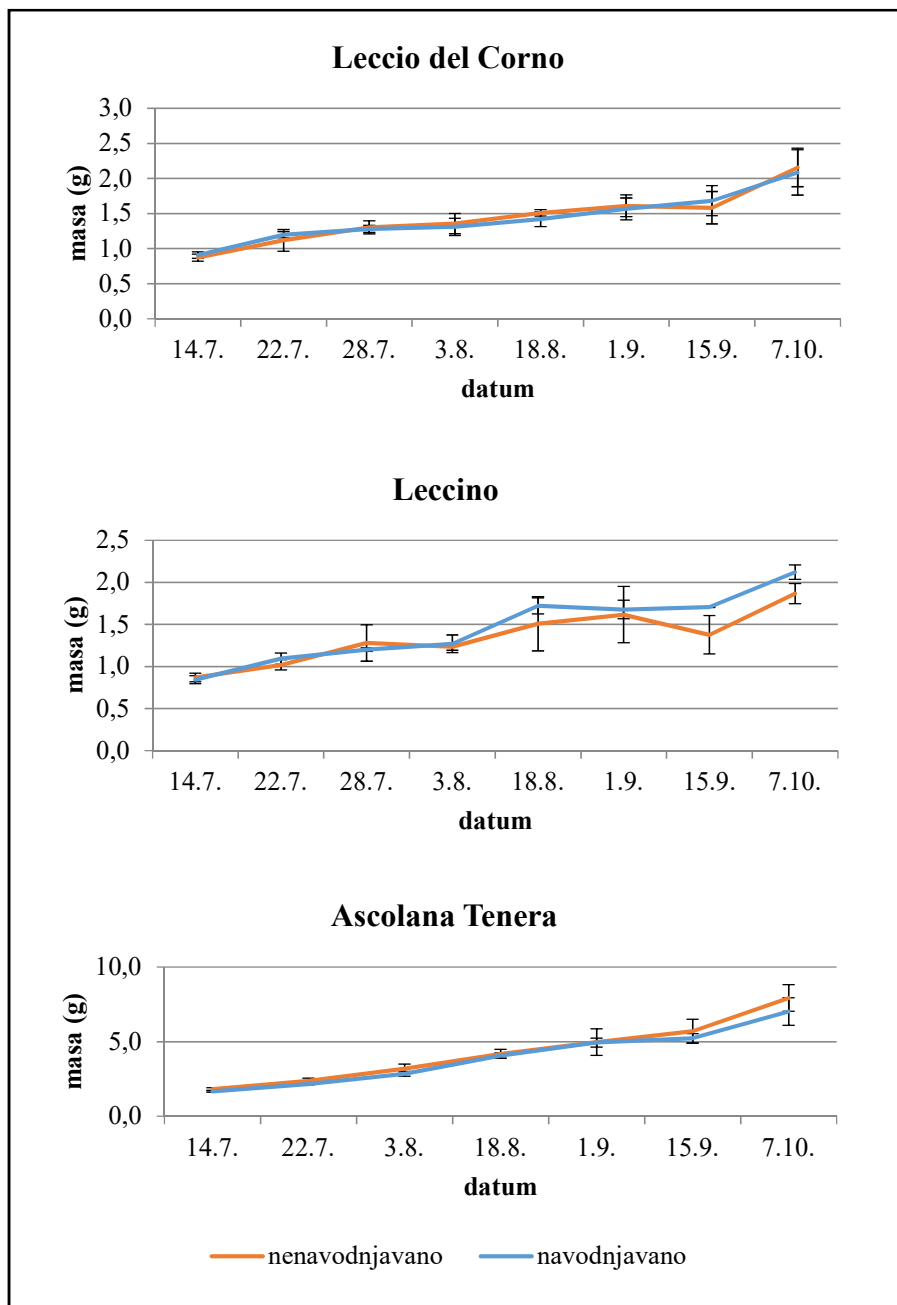 Leccio del Corno
3,0
2,5
2,0
1,5
1,0
0,5
0,0
masa (g)
14.7. 22.7. 28.7. 3.8. 18.8. 1.9. 15.9. 7.10.
datum
Leccino
2,5
2,0
1,5
1,0
0,5
0,0
masa (g)
14.7. 22.7. 28.7. 3.8. 18.8. 1.9. 15.9. 7.10.
datum
Ascolana Tenera
10,0
5,0
0,0
masa (g)
14.7. 22.7. 3.8. 18.8. 1.9. 15.9. 7.10.
datum
nenavodnjavano navodnjavano